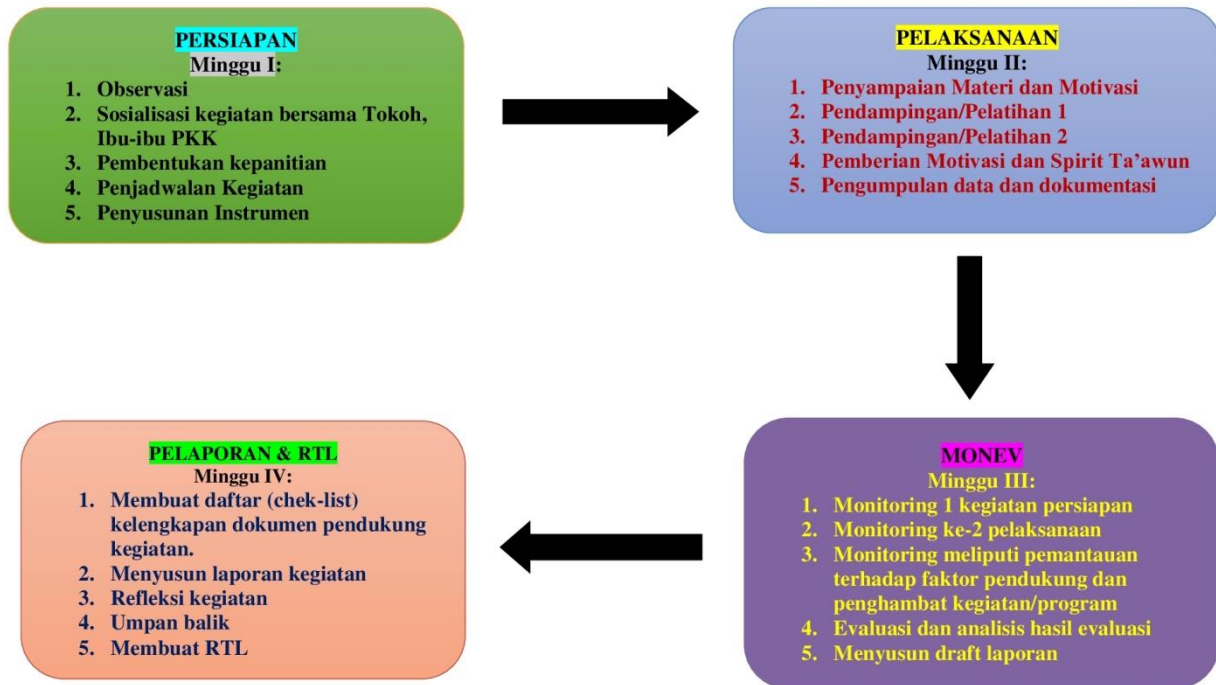 PERSIAPAN
Minggu I:
1. Observasi
2. Sosialisasi kegiatan bersama Tokoh,
Ibu-ibu PKK
3. Pembentukan kepanitian
4. Penjadwalan Kegiatan
5. Penyusunan Instrumen
PELAKSANAAN
Minggu II:
1. Penyampaian Materi dan Motivasi
2. Pendampingan/Pelatihan 1
3. Pendampingan/Pelatihan 2
4. Pemberian Motivasi dan Spirit Ta’awun
5. Pengumpulan data dan dokumentasi
MONEV
Minggu III:
1. Monitoring 1 kegiatan persiapan
2. Monitoring ke-2 pelaksanaan
3. Monitoring meliputi pemantauan
terhadap faktor pendukung dan
penghambat kegiatan/program
4. Evaluasi dan analisis hasil evaluasi
5. Menyusun draft laporan
PELAPORAN & RTL
Minggu IV:
1. Membuat daftar (chek-list)
kelengkapan dokumen pendukung
kegiatan.
2. Menyusun laporan kegiatan
3. Refleksi kegiatan
4. Umpan balik
5. Membuat RTL